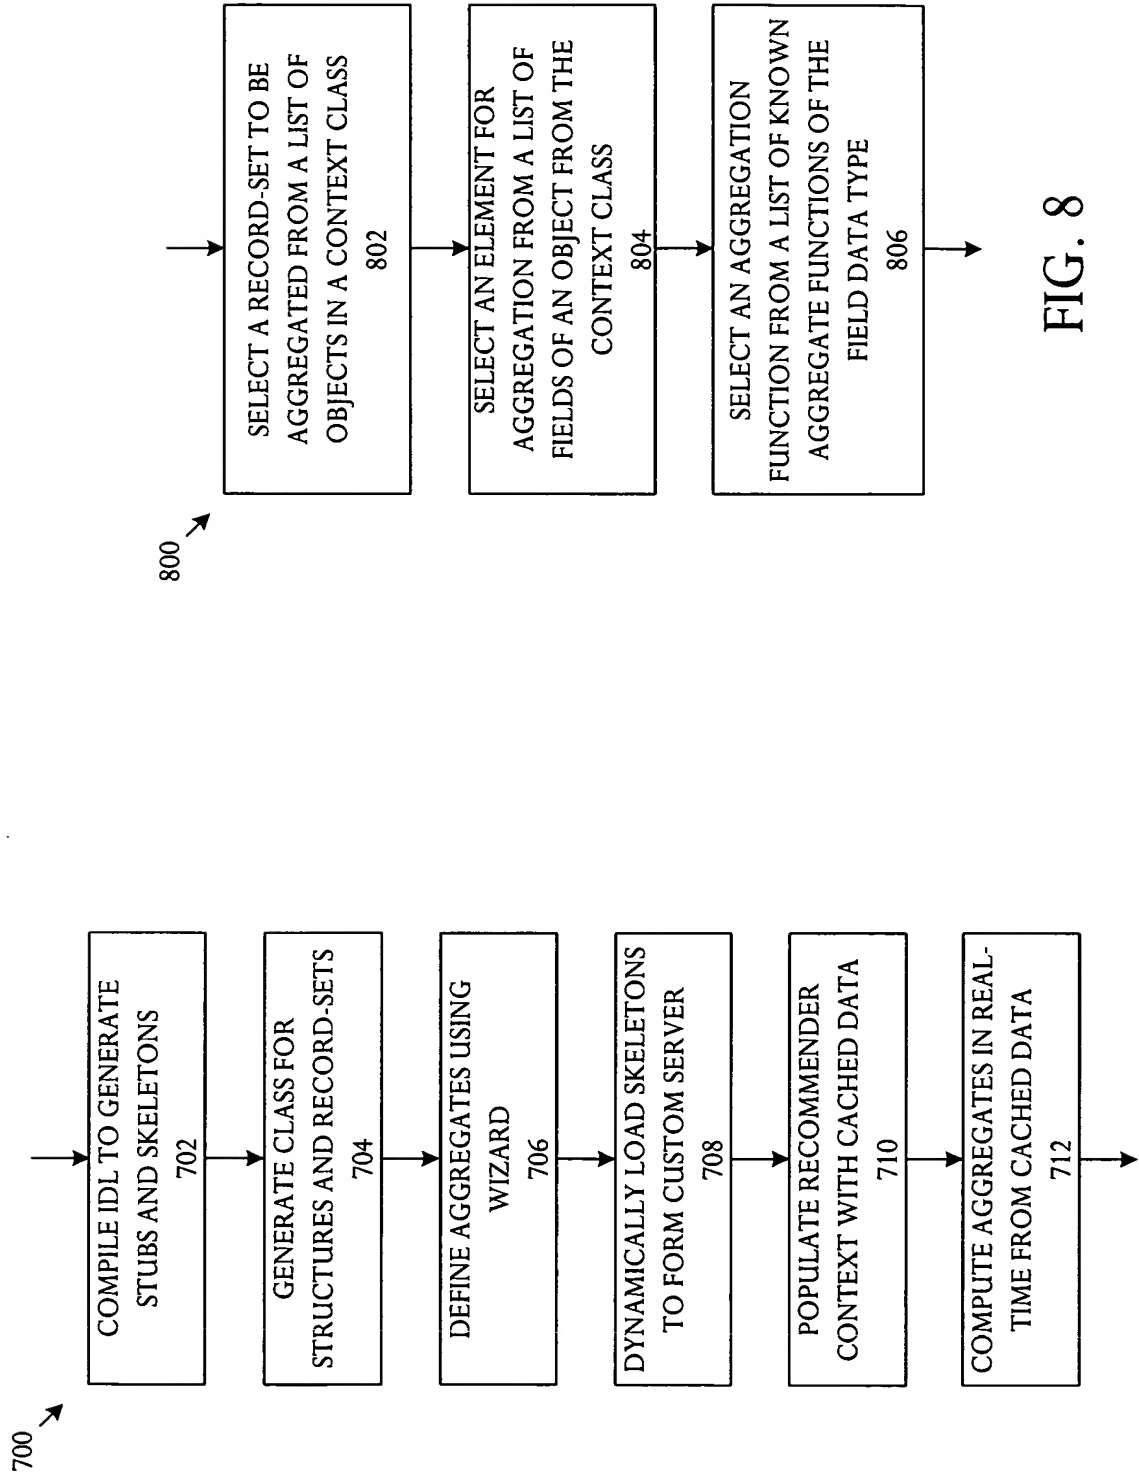 700
COMPILE IDL TO GENERATE
STUBS AND SKELETONS
702
GENERATE CLASS FOR
STRUCTURES AND RECORD-SETS
704
DEFINE AGGREGATES USING
WIZARD
706
DYNAMICALLY LOAD SKELETONS
TO FORM CUSTOM SERVER
708
POPULATE RECOMMENDER
CONTEXT WITH CACHED DATA
710
COMPUTE AGGREGATES IN REAL-
TIME FROM CACHED DATA
712
800
SELECT A RECORD-SET TO BE
AGGREGATED FROM A LIST OF
OBJECTS IN A CONTEXT CLASS
802
SELECT AN ELEMENT FOR
AGGREGATION FROM A LIST OF
FIELDS OF AN OBJECT FROM THE
CONTEXT CLASS
804
SELECT AN AGGREGATION
FUNCTION FROM A LIST OF KNOWN
AGGREGATE FUNCTIONS OF THE
FIELD DATA TYPE
806
FIG. 8